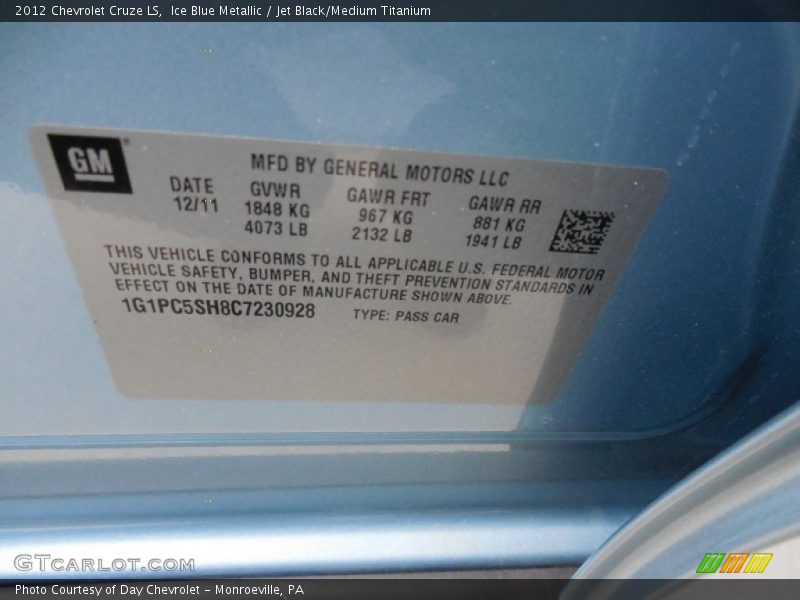 2012 Chevrolet Cruze LS,  Ice Blue Metallic / Jet Black/Medium Titanium
GM
MFD BY GENERAL MOTORS LLC
DATE GVWR GAWR FRT GAWR RR
12/11 1848 KG 967 KG 881 KG
4073 LB 2132 LB 1941 LB
THIS VEHICLE CONFORMS TO ALL APPLICABLE U.S. FEDERAL MOTOR
VEHICLE SAFETY, BUMPER, AND THEFT PREVENTION STANDARDS IN
EFFECT ON THE DATE OF MANUFACTURE SHOWN ABOVE.
1G1PC5SH8C7230928 TYPE: PASS CAR
GTCARLOT.COM
Photo Courtesy of Day Chevrolet – Monroeville, PA